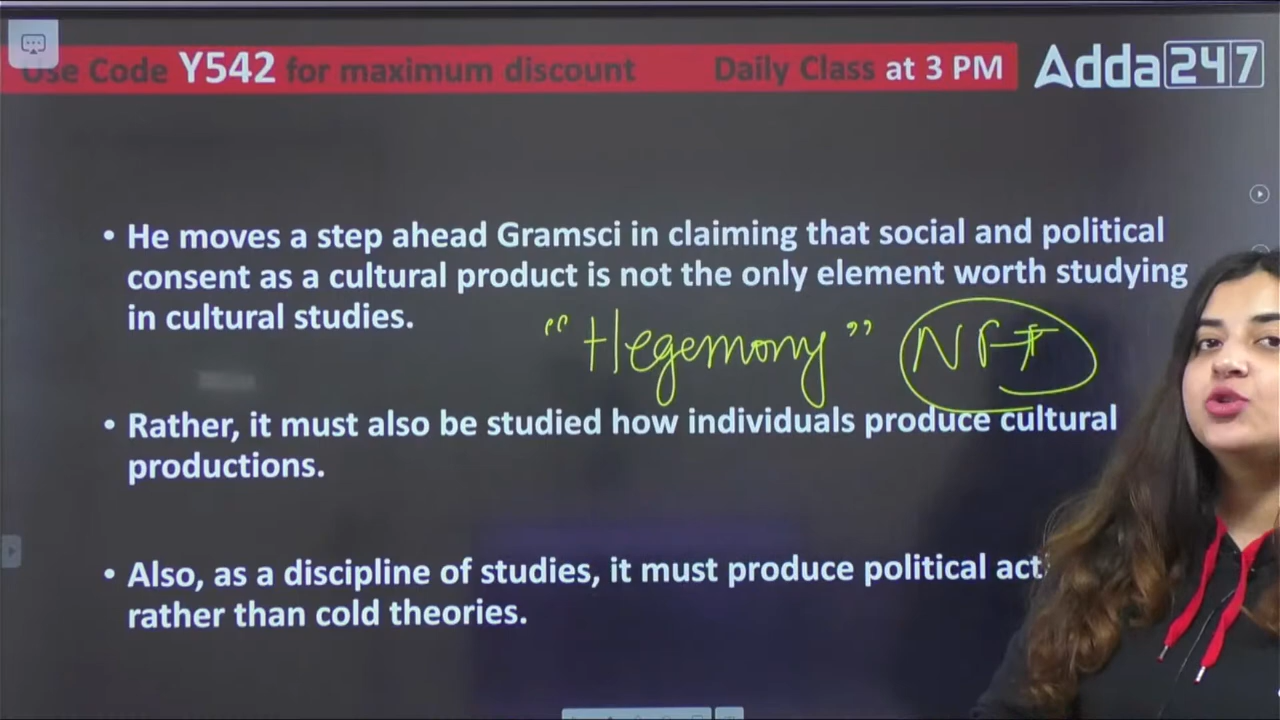 Use Code Y542 for maximum discount Daily Class at 3 PM Adda247
• He moves a step ahead Gramsci in claiming that social and political
consent as a cultural product is not the only element worth studying
in cultural studies.
"Hegemony"
• Rather, it must also be studied how individuals produce cultural
productions.
• Also, as a discipline of studies, it must produce political
rather than cold theories.